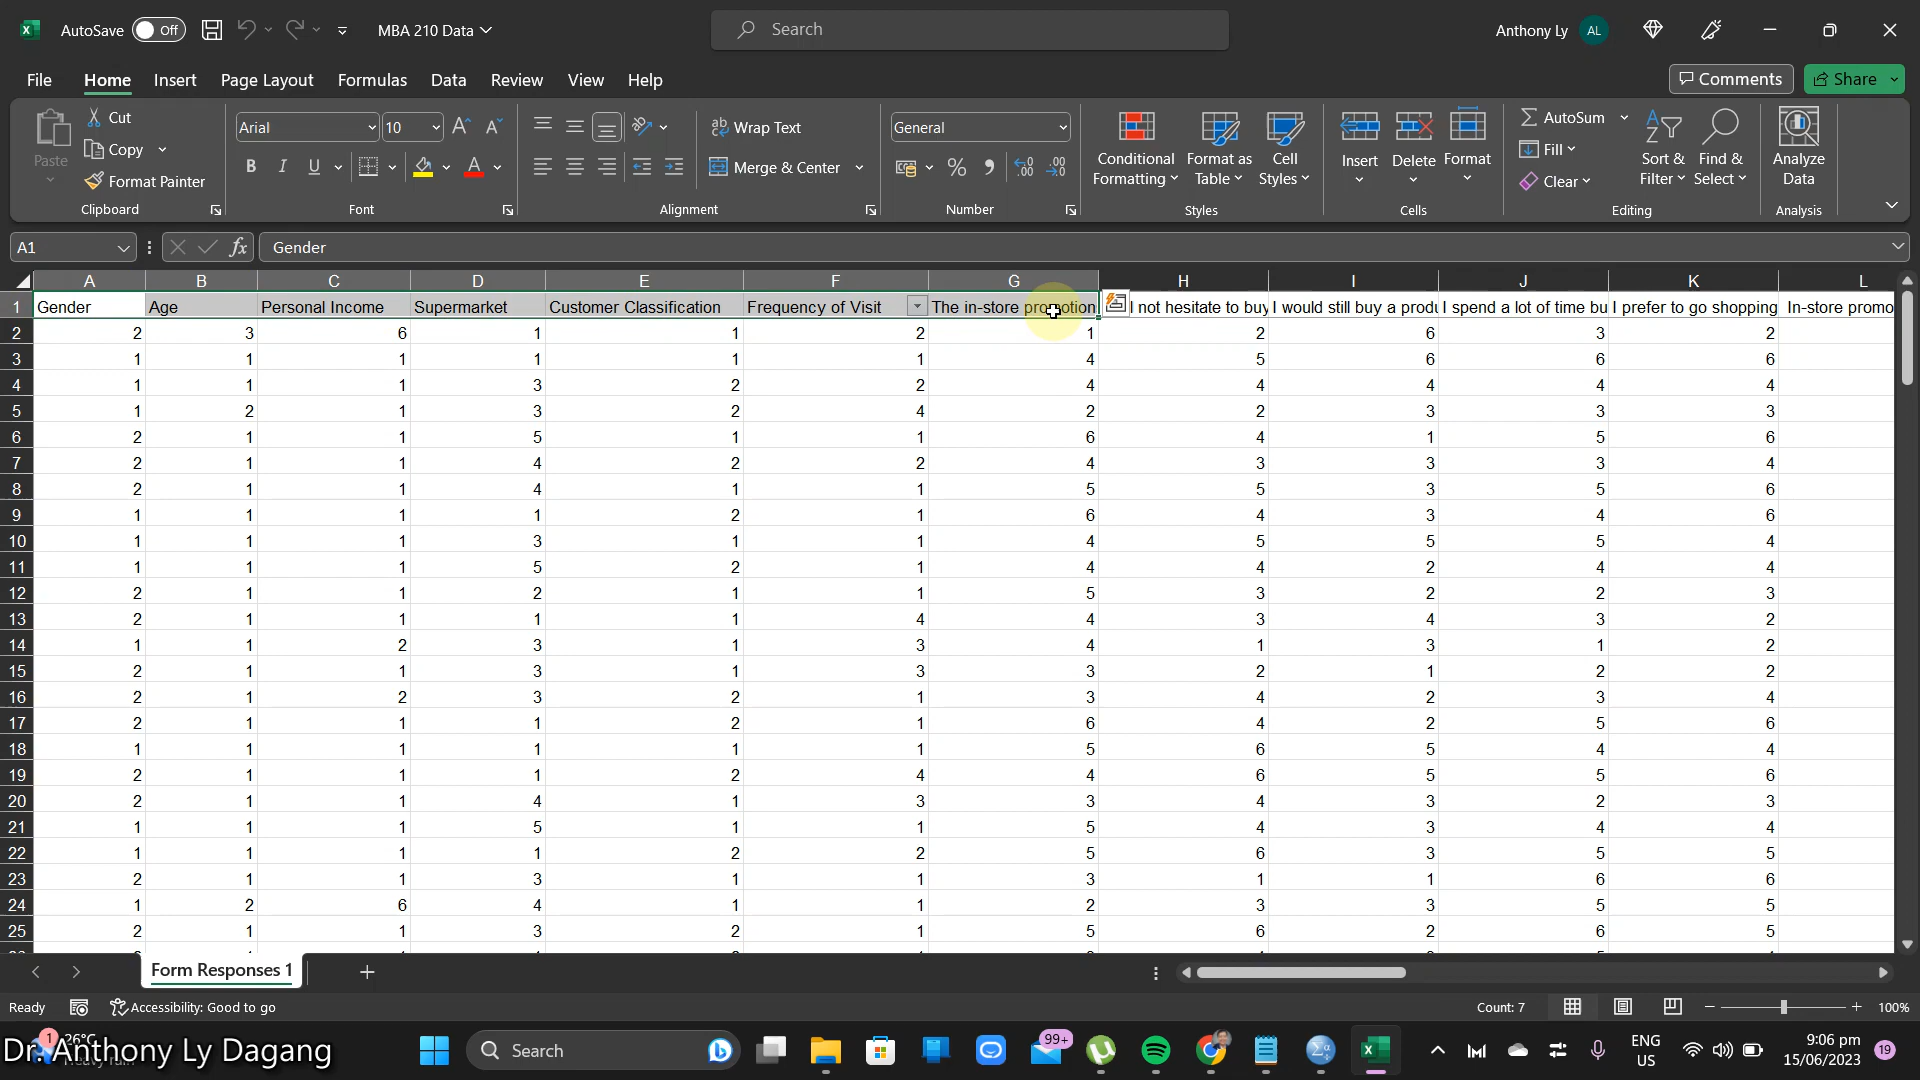 AutoSave Off MBA 210 Data Search Anthony Ly AL
File Home Insert Page Layout Formulas Data Review View Help Comments Share
Paste Cut Copy Format Painter Clipboard
Arial 10 B I U A Font
Wrap Text Merge & Center Alignment
General % Number
Conditional Formatting Format as Table Cell Styles Styles
Insert Delete Format Cells
AutoSum Fill Clear Sort & Filter Find & Select Editing
Analyze Data Analysis
A1 fx Gender
A B C D E F G H I J K L
1 Gender Age Personal Income Supermarket Customer Classification Frequency of Visit The in-store promotion I not hesitate to buy I would still buy a produ I spend a lot of time bu I prefer to go shopping In-store promo
2 2 3 6 1 1 2 1 2 6 3 2
3 1 1 1 1 1 1 4 5 6 6 6
4 1 1 1 3 2 2 4 4 4 4 4
5 1 2 1 3 2 4 2 2 3 3 3
6 2 1 1 5 1 1 6 4 1 5 6
7 2 1 1 4 2 2 4 3 3 3 4
8 2 1 1 4 1 1 5 5 3 5 6
9 1 1 1 1 2 1 6 4 3 4 6
10 1 1 1 3 1 1 4 5 5 5 4
11 1 1 1 5 2 1 4 4 2 4 4
12 2 1 1 2 1 1 5 3 2 2 3
13 2 1 1 1 1 4 4 3 4 3 2
14 1 1 2 3 1 3 4 1 3 1 2
15 2 1 1 3 1 3 3 2 1 2 2
16 2 1 2 3 2 1 3 4 2 3 4
17 2 1 1 1 2 1 6 4 2 5 6
18 1 1 1 1 1 1 5 6 5 4 4
19 2 1 1 1 2 4 4 6 5 5 6
20 2 1 1 4 1 3 3 4 3 2 3
21 1 1 1 5 1 1 5 4 3 4 4
22 1 1 1 1 2 2 5 6 3 5 5
23 2 1 1 3 1 1 3 1 1 6 6
24 1 2 6 4 1 1 2 3 3 5 5
25 2 1 1 3 2 1 5 6 2 6 5
Form Responses 1
Ready Accessibility: Good to go Count: 7 100%
1 26°C
Dr. Anthony Ly Dagang
Search 99+ ENG US 9:06 pm 15/06/2023 19